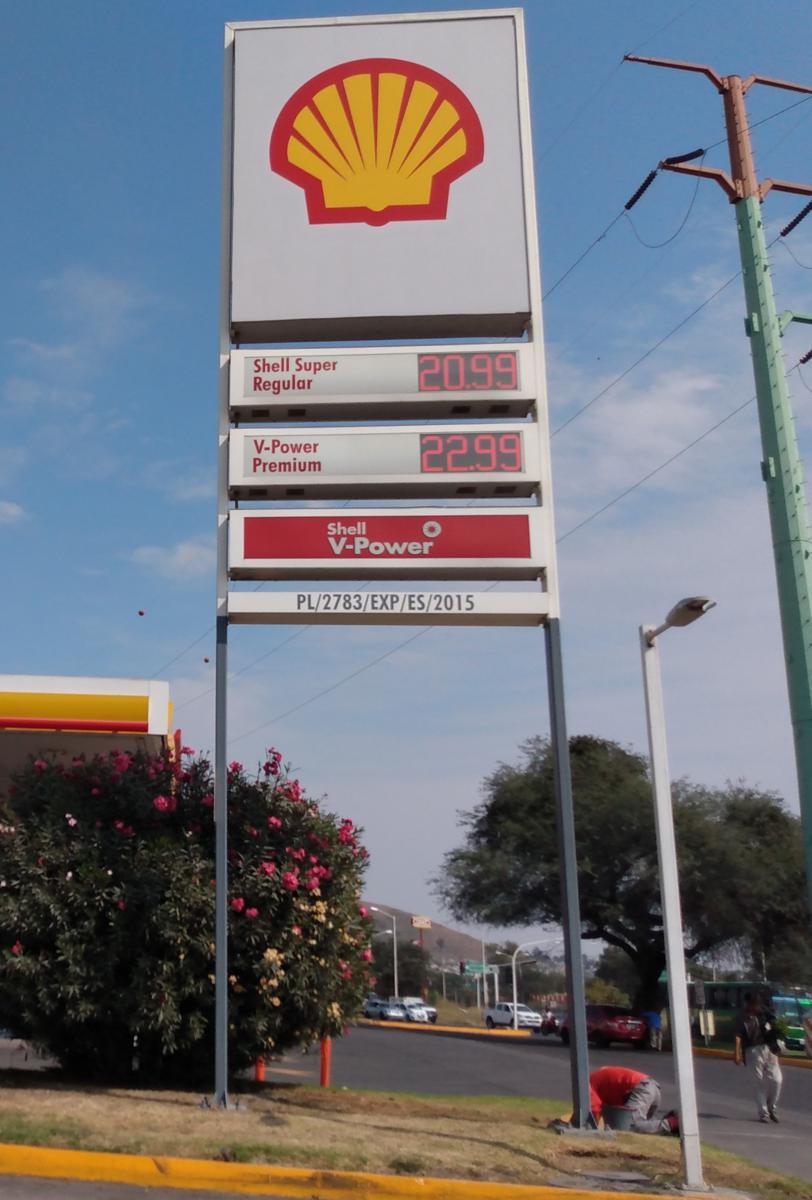 Shell Super
Regular
20.99
V-Power
Premium
22.99
Shell
V-Power
PL/2783/EXP/ES/2015